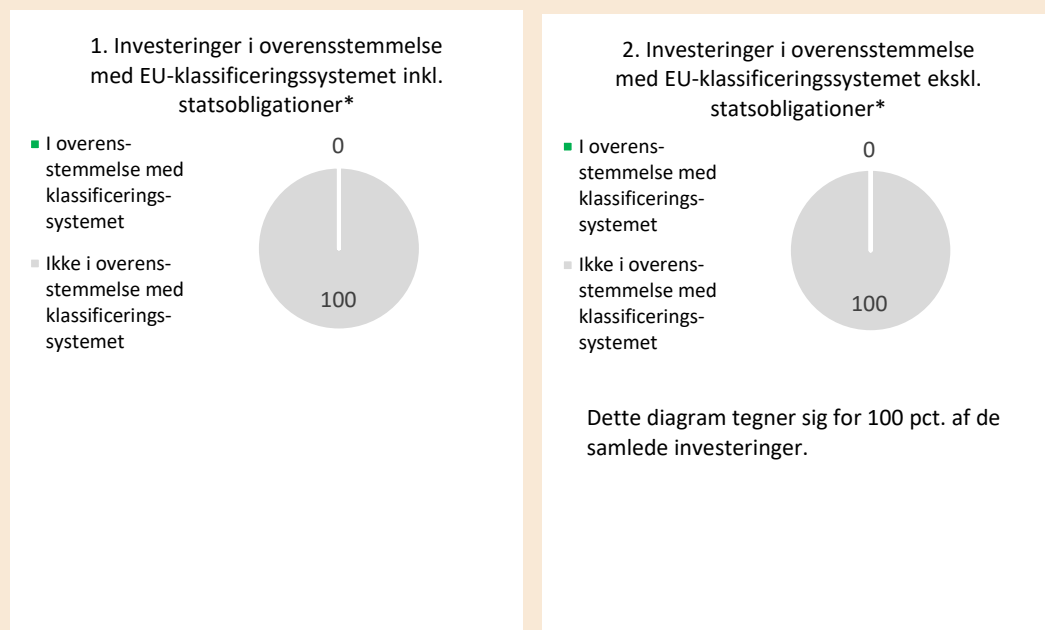 1. Investeringer i overensstemmelse
med EU-klassificeringssystemet inkl.
statsobligationer*
I overens-
stemmelse med
klassificerings-
systemet
Ikke i overens-
stemmelse med
klassificerings-
systemet
0
100
2. Investeringer i overensstemmelse
med EU-klassificeringssystemet ekskl.
statsobligationer*
I overens-
stemmelse med
klassificerings-
systemet
Ikke i overens-
stemmelse med
klassificerings-
systemet
0
100
Dette diagram tegner sig for 100 pct. af de
samlede investeringer.